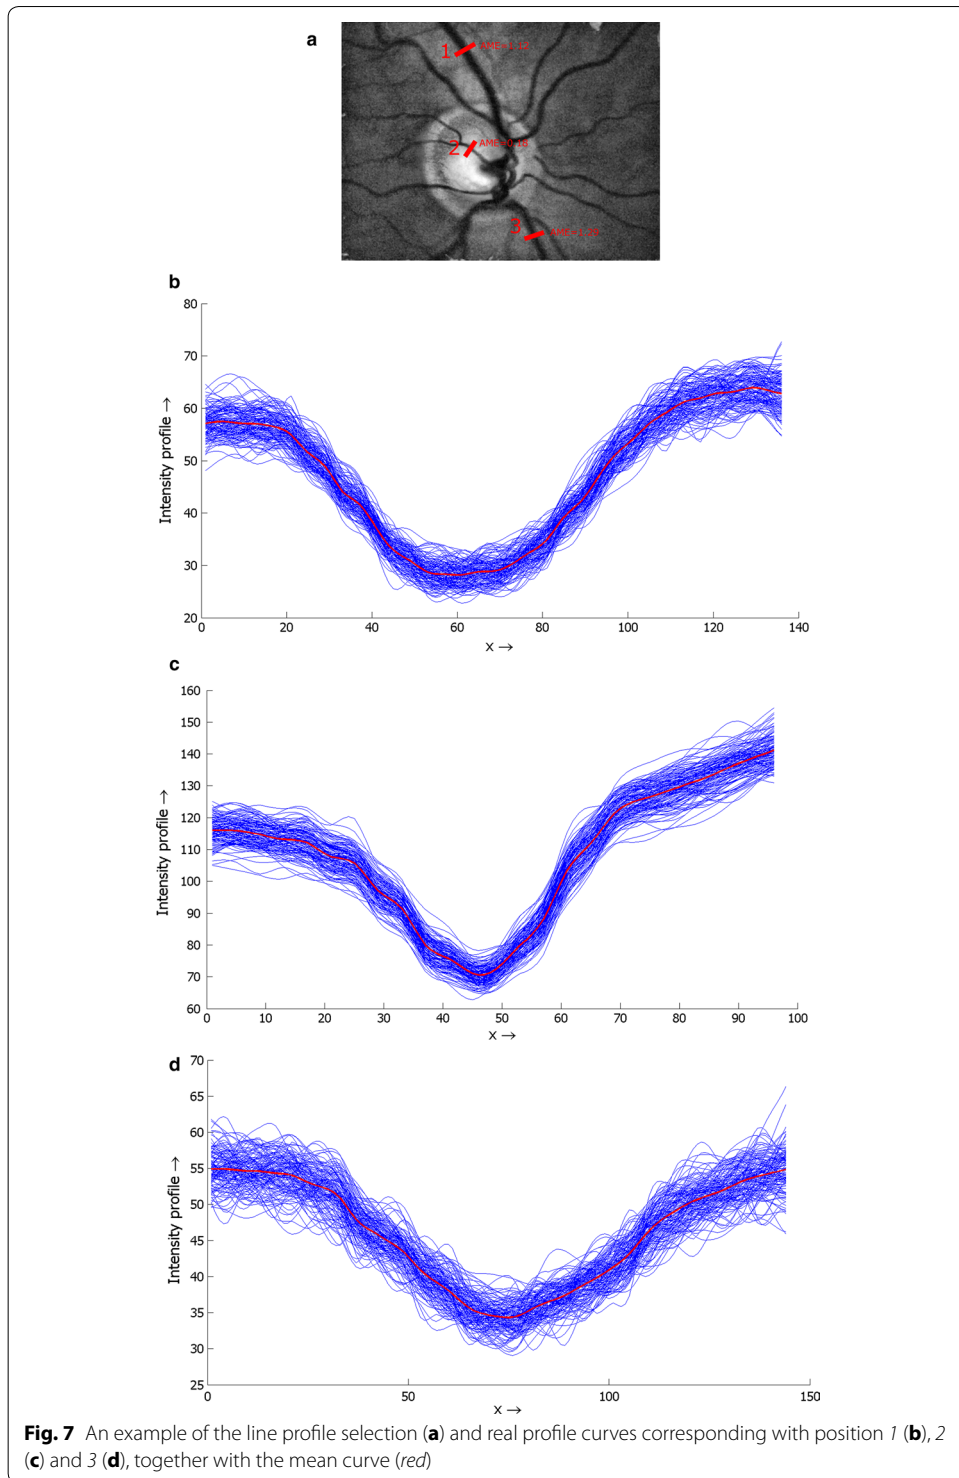 a
1
AME=1.12
2
3
b
80
70
60
50
40
30
20
0 20 40 60 80 100 120 140
Intensity profile →
x →
c
160
150
140
130
120
110
100
90
80
70
60
0 10 20 30 40 50 60 70 80 90 100
Intensity profile →
x →
d
70
65
60
55
50
45
40
35
30
25
0 50 100 150
Intensity profile →
x →
Fig. 7 An example of the line profile selection (a) and real profile curves corresponding with position 1 (b), 2
(c) and 3 (d), together with the mean curve (red)